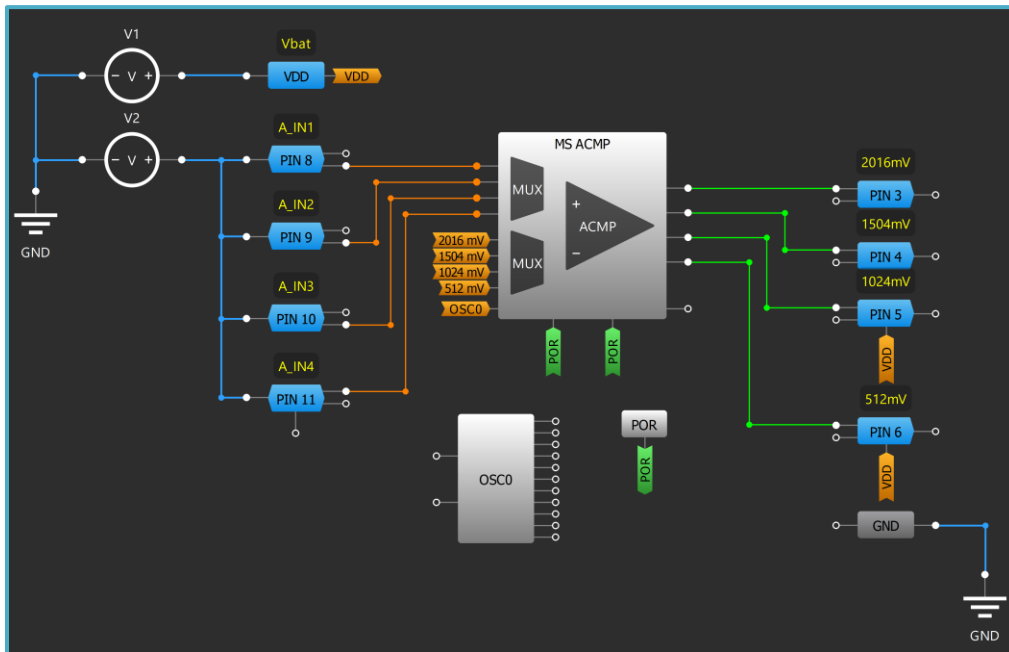 V1
Vbat
− V +
VDD
VDD
V2
A_IN1
− V +
PIN 8
A_IN2
PIN 9
A_IN3
PIN 10
A_IN4
PIN 11
GND
MS ACMP
MUX
+
ACMP
−
MUX
2016 mV
1504 mV
1024 mV
512 mV
OSC0
POR
POR
OSC0
POR
POR
2016mV
PIN 3
1504mV
PIN 4
1024mV
PIN 5
VDD
512mV
PIN 6
VDD
GND
GND